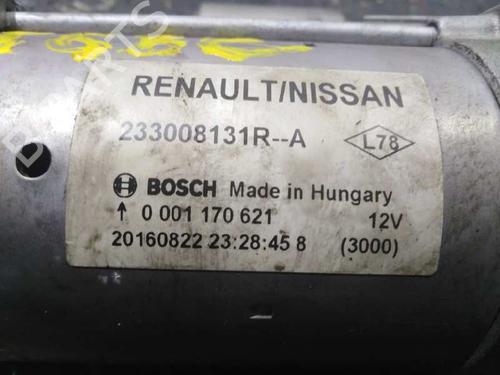 RENAULT/NISSAN
233008131R--A
L78
BOSCH Made in Hungary
↑ 0 001 170 621 12V
20160822 23:28:45 8 (3000)